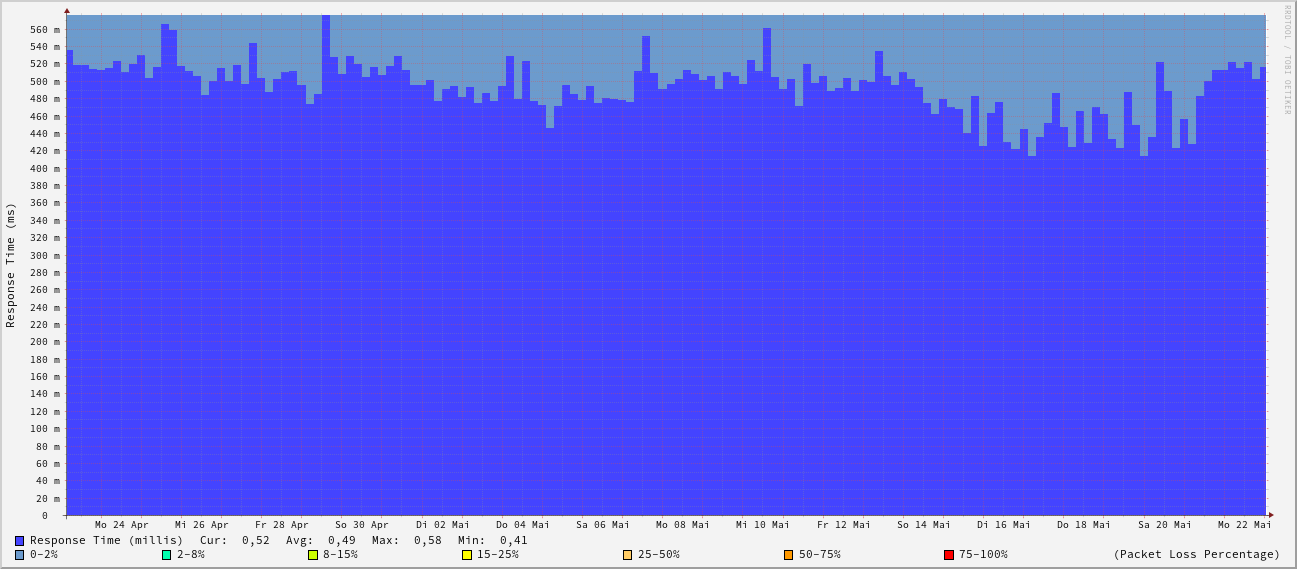 RRDTOOL / TOBI OETIKER
Response Time (ms)
560 m
540 m
520 m
500 m
480 m
460 m
440 m
420 m
400 m
380 m
360 m
340 m
320 m
300 m
280 m
260 m
240 m
220 m
200 m
180 m
160 m
140 m
120 m
100 m
80 m
60 m
40 m
20 m
0
Mo 24 Apr Mi 26 Apr Fr 28 Apr So 30 Apr Di 02 Mai Do 04 Mai Sa 06 Mai Mo 08 Mai Mi 10 Mai Fr 12 Mai So 14 Mai Di 16 Mai Do 18 Mai Sa 20 Mai Mo 22 Mai
Response Time (millis) Cur: 0,52 Avg: 0,49 Max: 0,58 Min: 0,41
0-2% 2-8% 8-15% 15-25% 25-50% 50-75% 75-100% (Packet Loss Percentage)